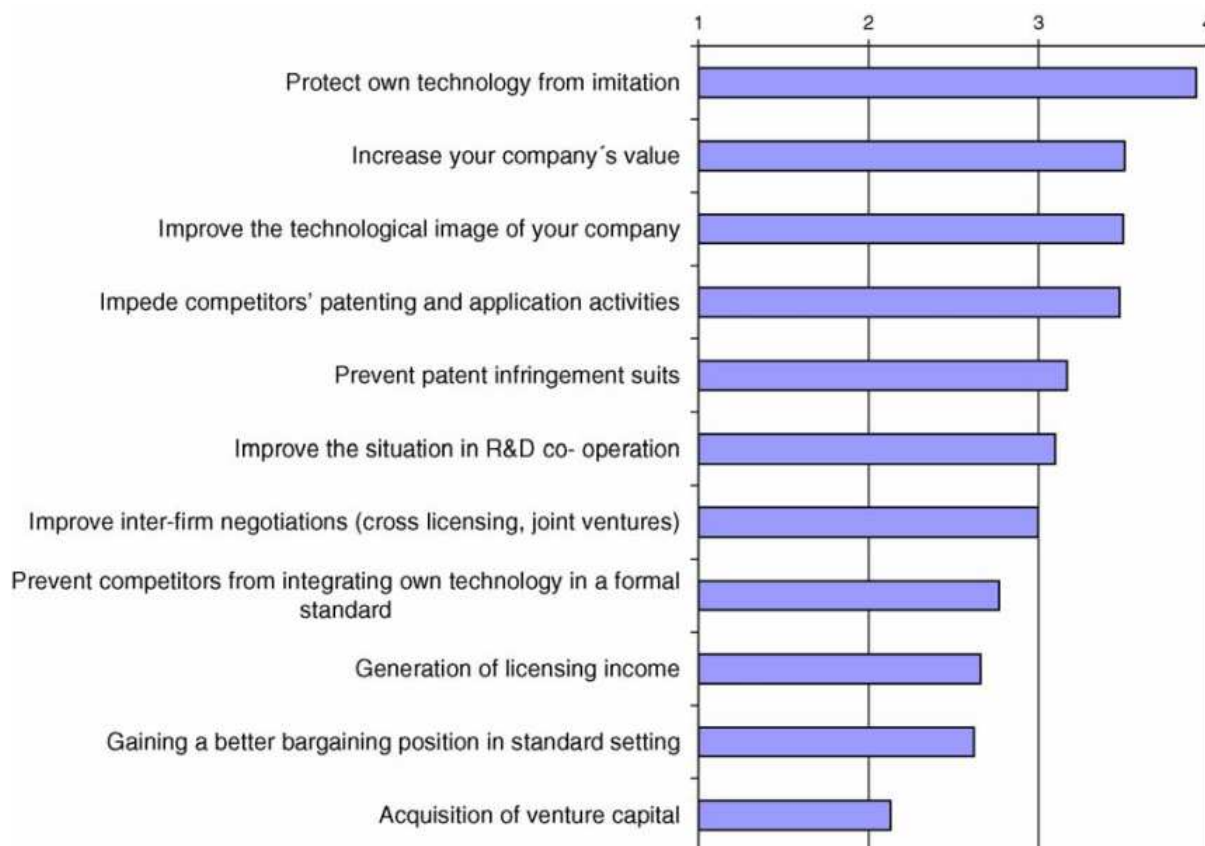 1 2 3 4
Protect own technology from imitation
Increase your company´s value
Improve the technological image of your company
Impede competitors’ patenting and application activities
Prevent patent infringement suits
Improve the situation in R&D co- operation
Improve inter-firm negotiations (cross licensing, joint ventures)
Prevent competitors from integrating own technology in a formal
standard
Generation of licensing income
Gaining a better bargaining position in standard setting
Acquisition of venture capital